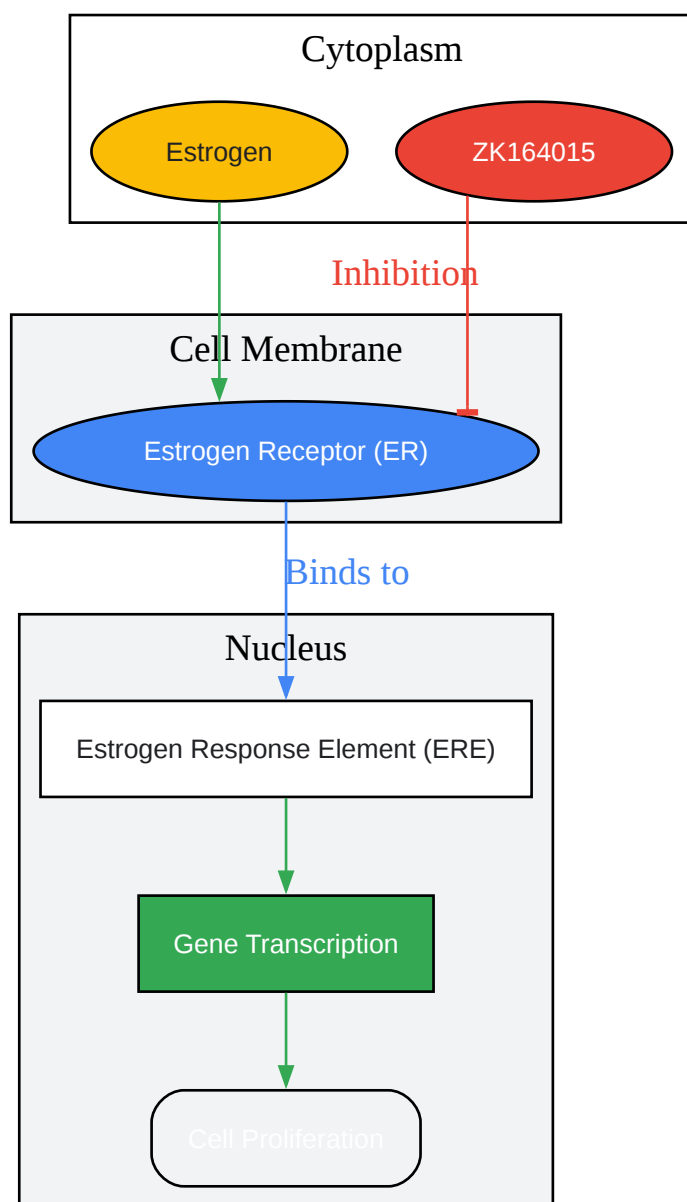 Cytoplasm
Estrogen
ZK164015
Inhibition
Cell Membrane
Estrogen Receptor (ER)
Binds to
Nucleus
Estrogen Response Element (ERE)
Gene Transcription
Cell Proliferation